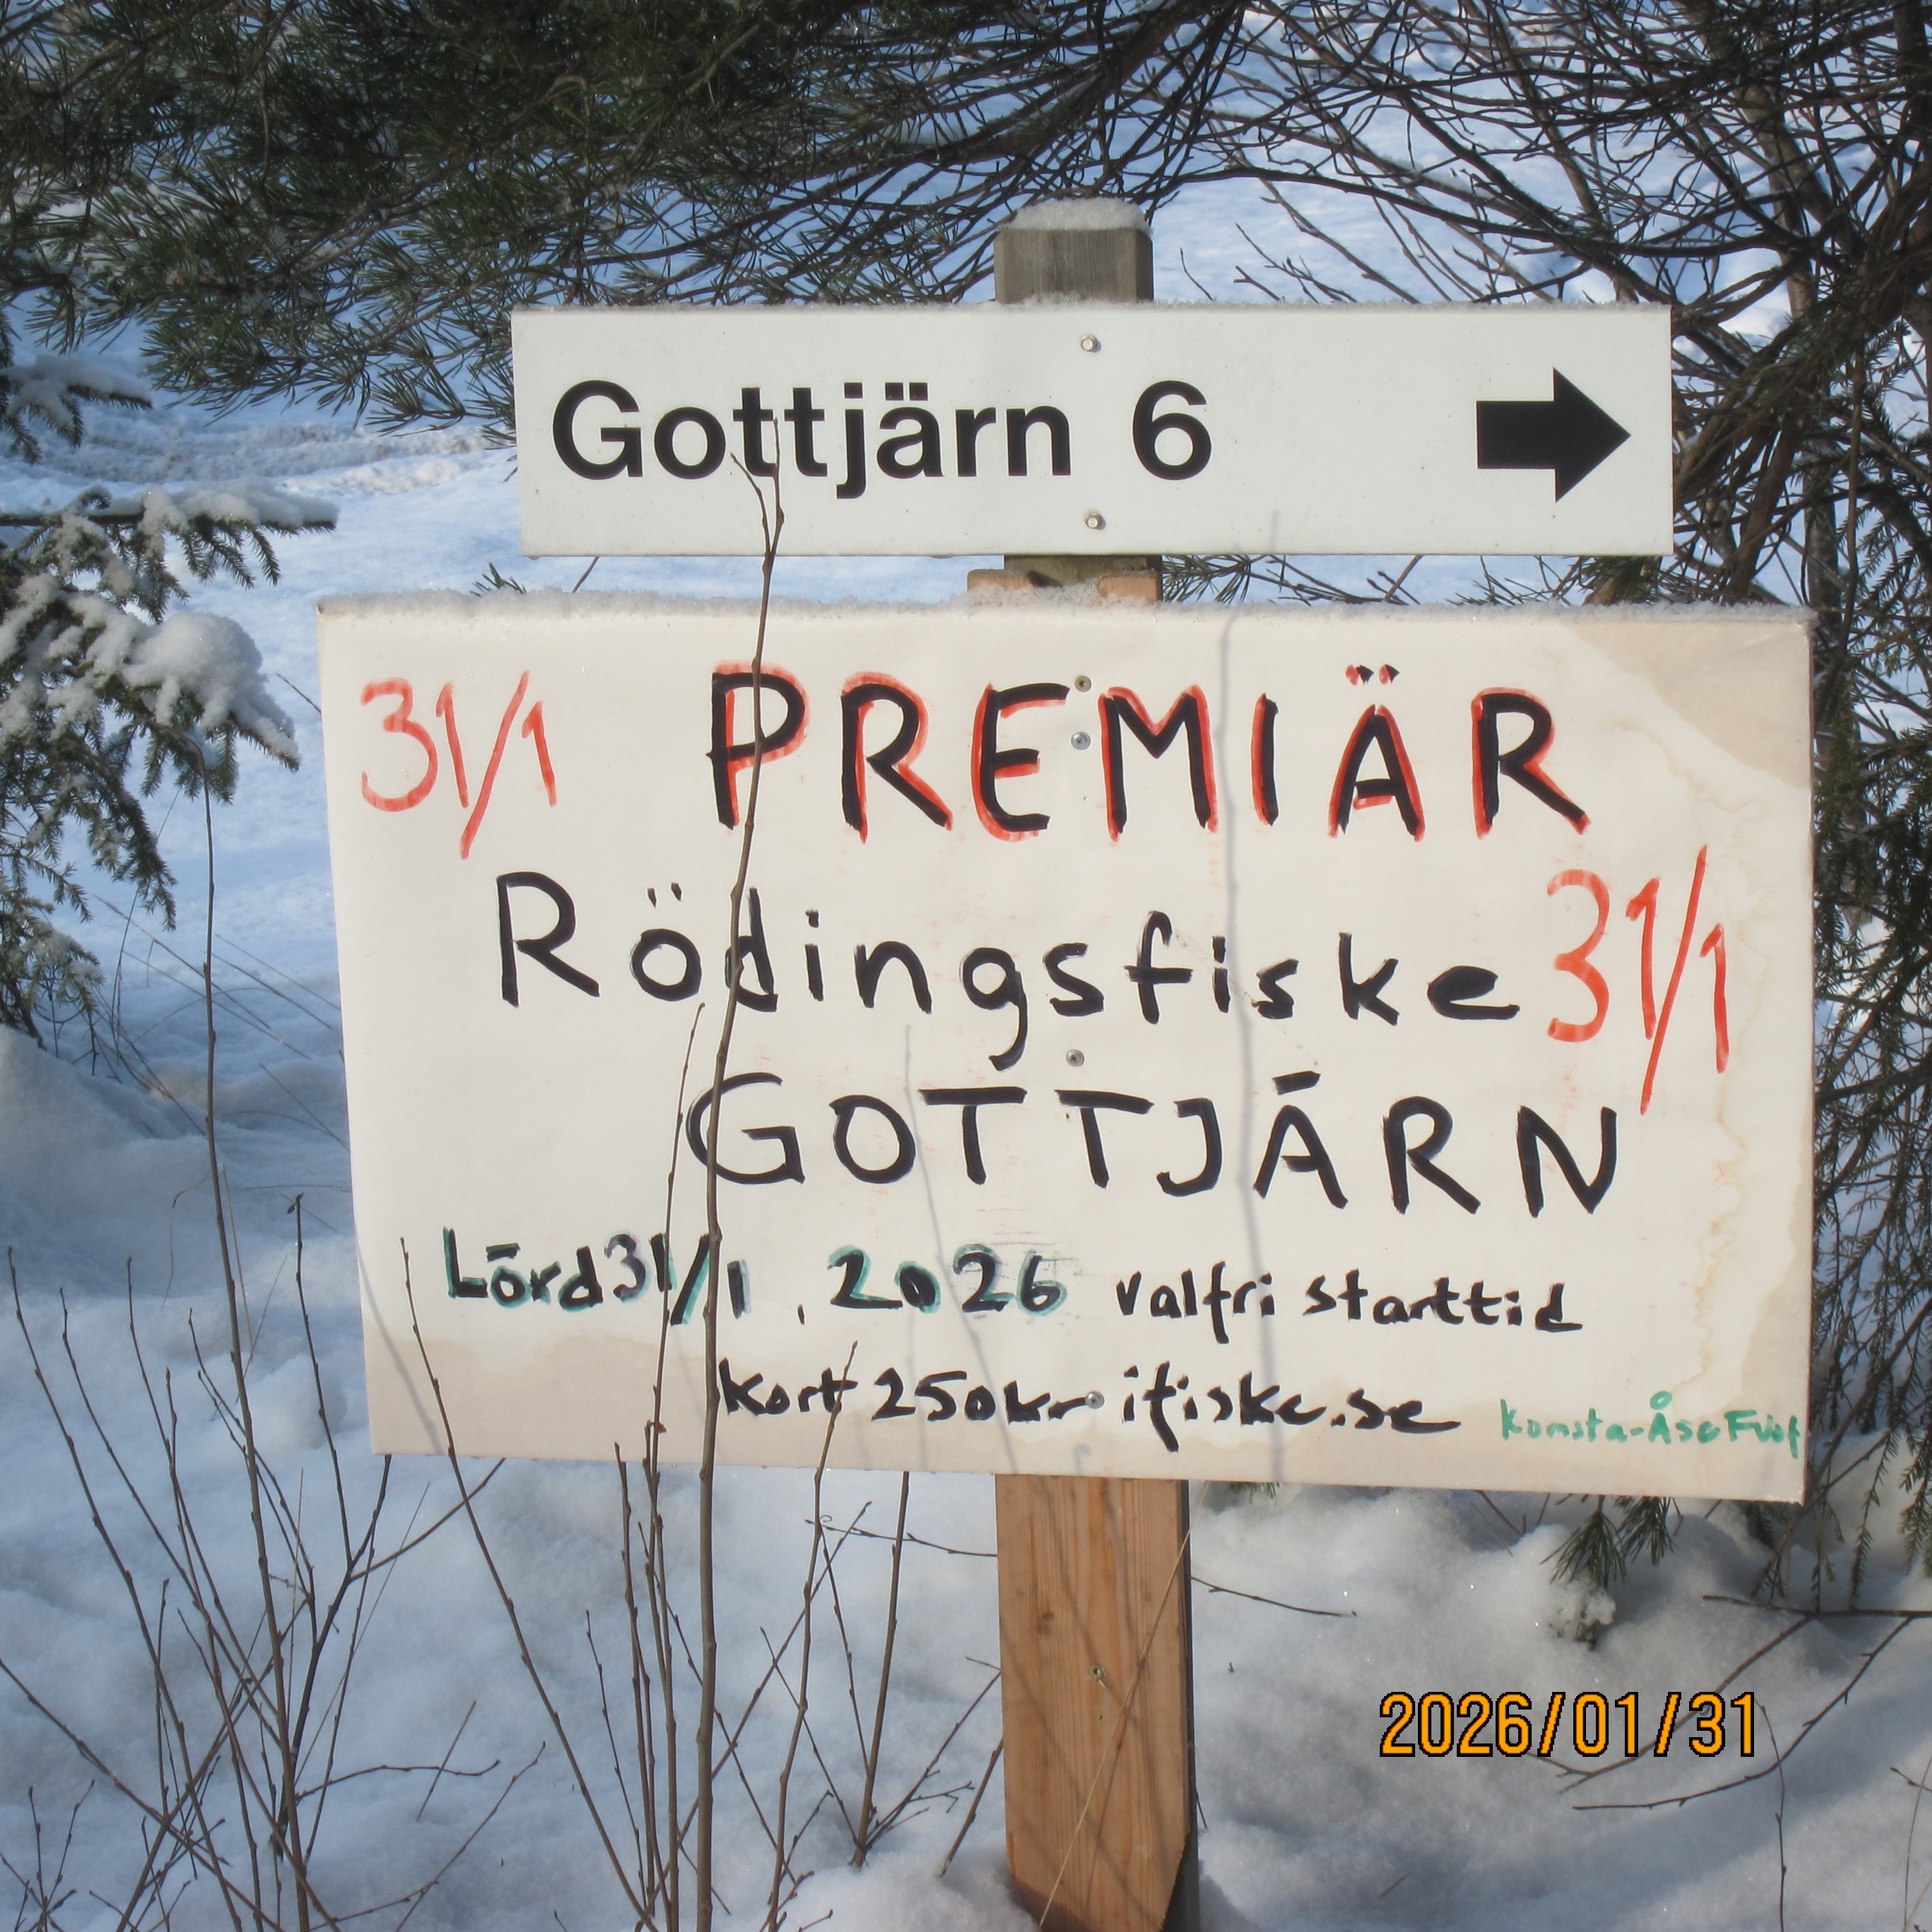 Gottjärn 6
31/1 PREMIÄR
Rödingsfiske 31/1
GOTTJÄRN
Lörd 31/1, 2026 valfri starttid
kort 250kr ifiske.se
Komsta-Åse Fvof
2026/01/31